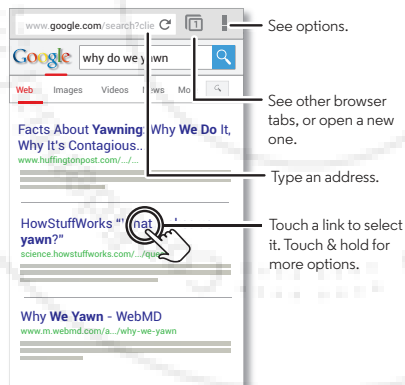 www.google.com/search?clie
1
See options.
Google
why do we yawn
Web Images Videos News Mo
See other browser
tabs, or open a new
one.
Facts About Yawning: Why We Do It,
Why It's Contagious..
www.huffingtonpost.com/.../...
Type an address.
HowStuffWorks "
yawn?"
science.howstuffworks.com/.../
Touch a link to select
it. Touch & hold for
more options.
Why We Yawn - WebMD
www.m.webmd.com/a.../why-we-yawn